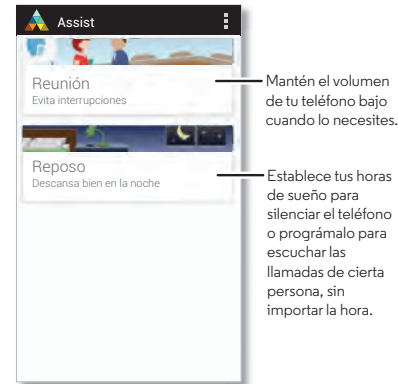 Assist
Reunión
Evita interrupciones
Mantén el volumen
de tu teléfono bajo
cuando lo necesites.
Reposo
Descansa bien en la noche
Establece tus horas
de sueño para
silenciar el teléfono
o prográmalo para
escuchar las
llamadas de cierta
persona, sin
importar la hora.